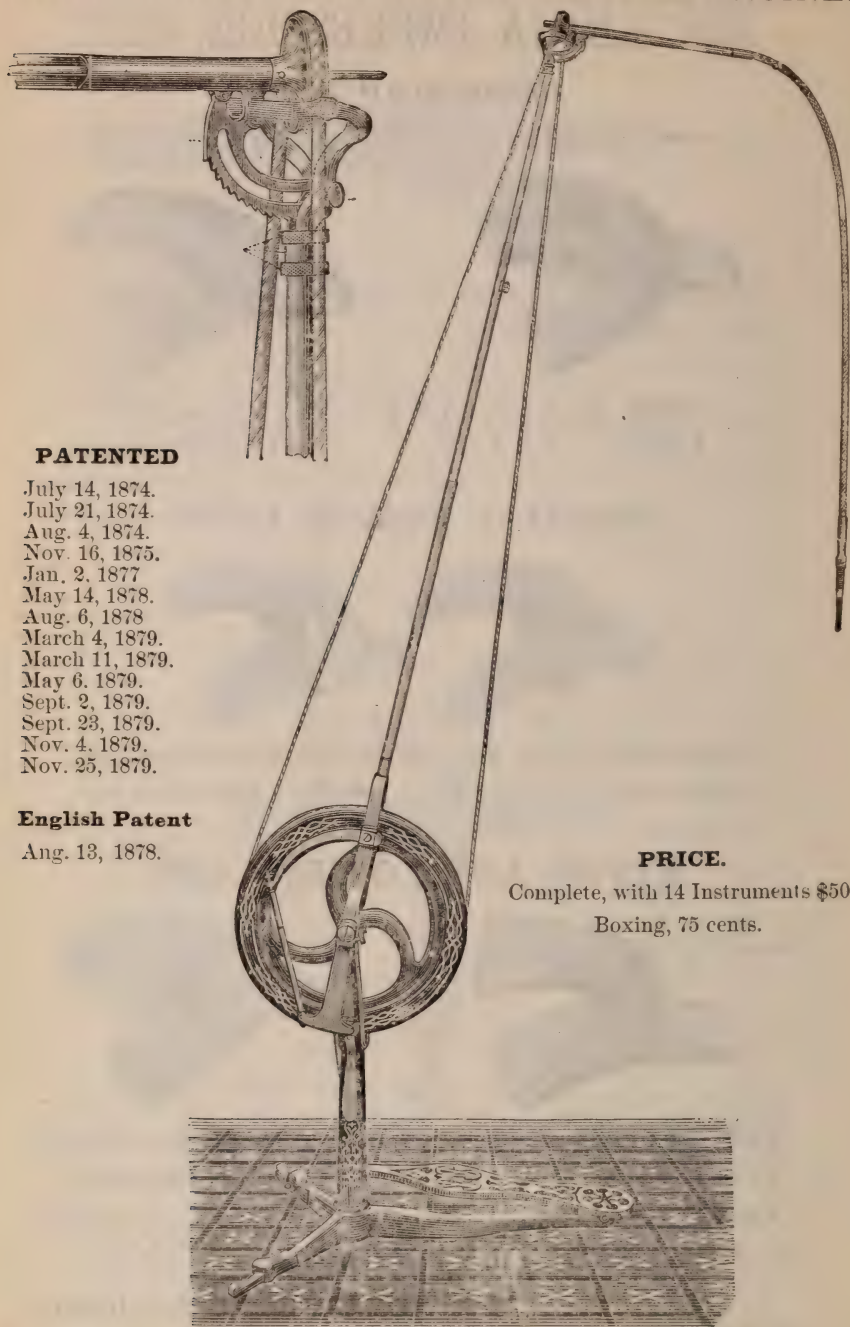 PATENTED
July 14, 1874.
July 21, 1874.
Aug. 4, 1874.
Nov. 16, 1875.
Jan. 2. 1877
May 14, 1878.
Aug. 6, 1878
March 4, 1879.
March 11, 1879.
May 6. 1879.
Sept. 2, 1879.
Sept. 23, 1879.
Nov. 4. 1879.
Nov. 25, 1879.
English Patent
Aug. 13, 1878.
PRICE.
Complete, with 14 Instruments $50
Boxing, 75 cents.